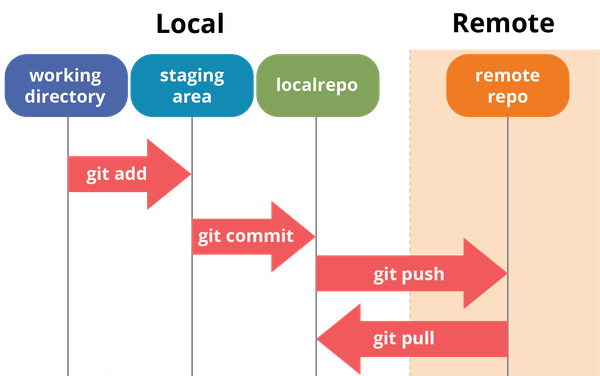 Local
Remote
working
directory
staging
area
localrepo
remote
repo
git add
git commit
git push
git pull